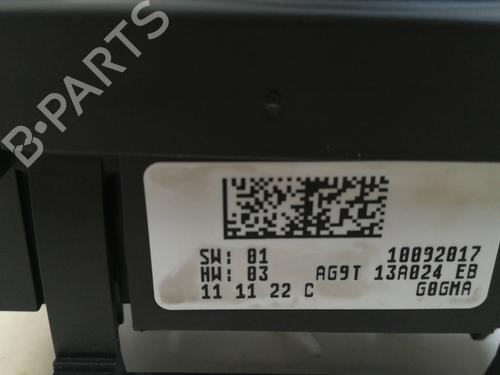 B-PARTS
SW: 01 10092017
HW: 03 AG9T 13A024 EB
11 11 22 C G0GMA